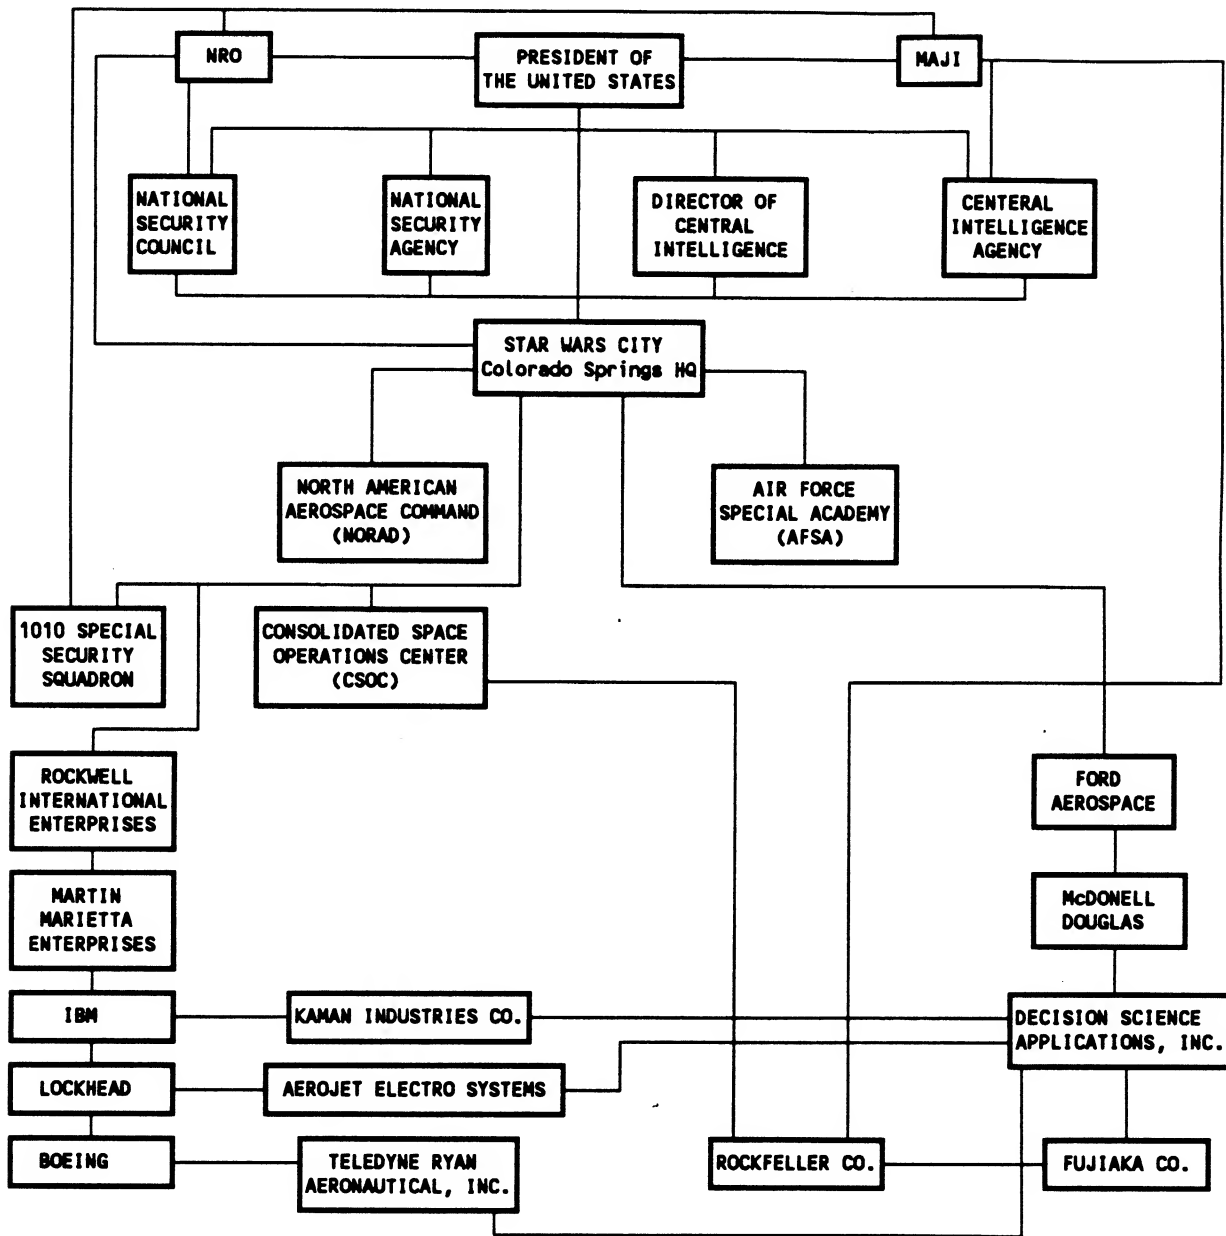 NRO
PRESIDENT OF
THE UNITED STATES
MAJI
NATIONAL
SECURITY
COUNCIL
NATIONAL
SECURITY
AGENCY
DIRECTOR OF
CENTRAL
INTELLIGENCE
CENTERAL
INTELLIGENCE
AGENCY
STAR WARS CITY
Colorado Springs HQ
NORTH AMERICAN
AEROSPACE COMMAND
(NORAD)
AIR FORCE
SPECIAL ACADEMY
(AFSA)
1010 SPECIAL
SECURITY
SQUADRON
CONSOLIDATED SPACE
OPERATIONS CENTER
(CSOC)
ROCKWELL
INTERNATIONAL
ENTERPRISES
FORD
AEROSPACE
MARTIN
MARIETTA
ENTERPRISES
McDONELL
DOUGLAS
IBM
KAMAN INDUSTRIES CO.
DECISION SCIENCE
APPLICATIONS, INC.
LOCKHEAD
AEROJET ELECTRO SYSTEMS
BOEING
TELEDYNE RYAN
AERONAUTICAL, INC.
ROCKFELLER CO.
FUJIAKA CO.